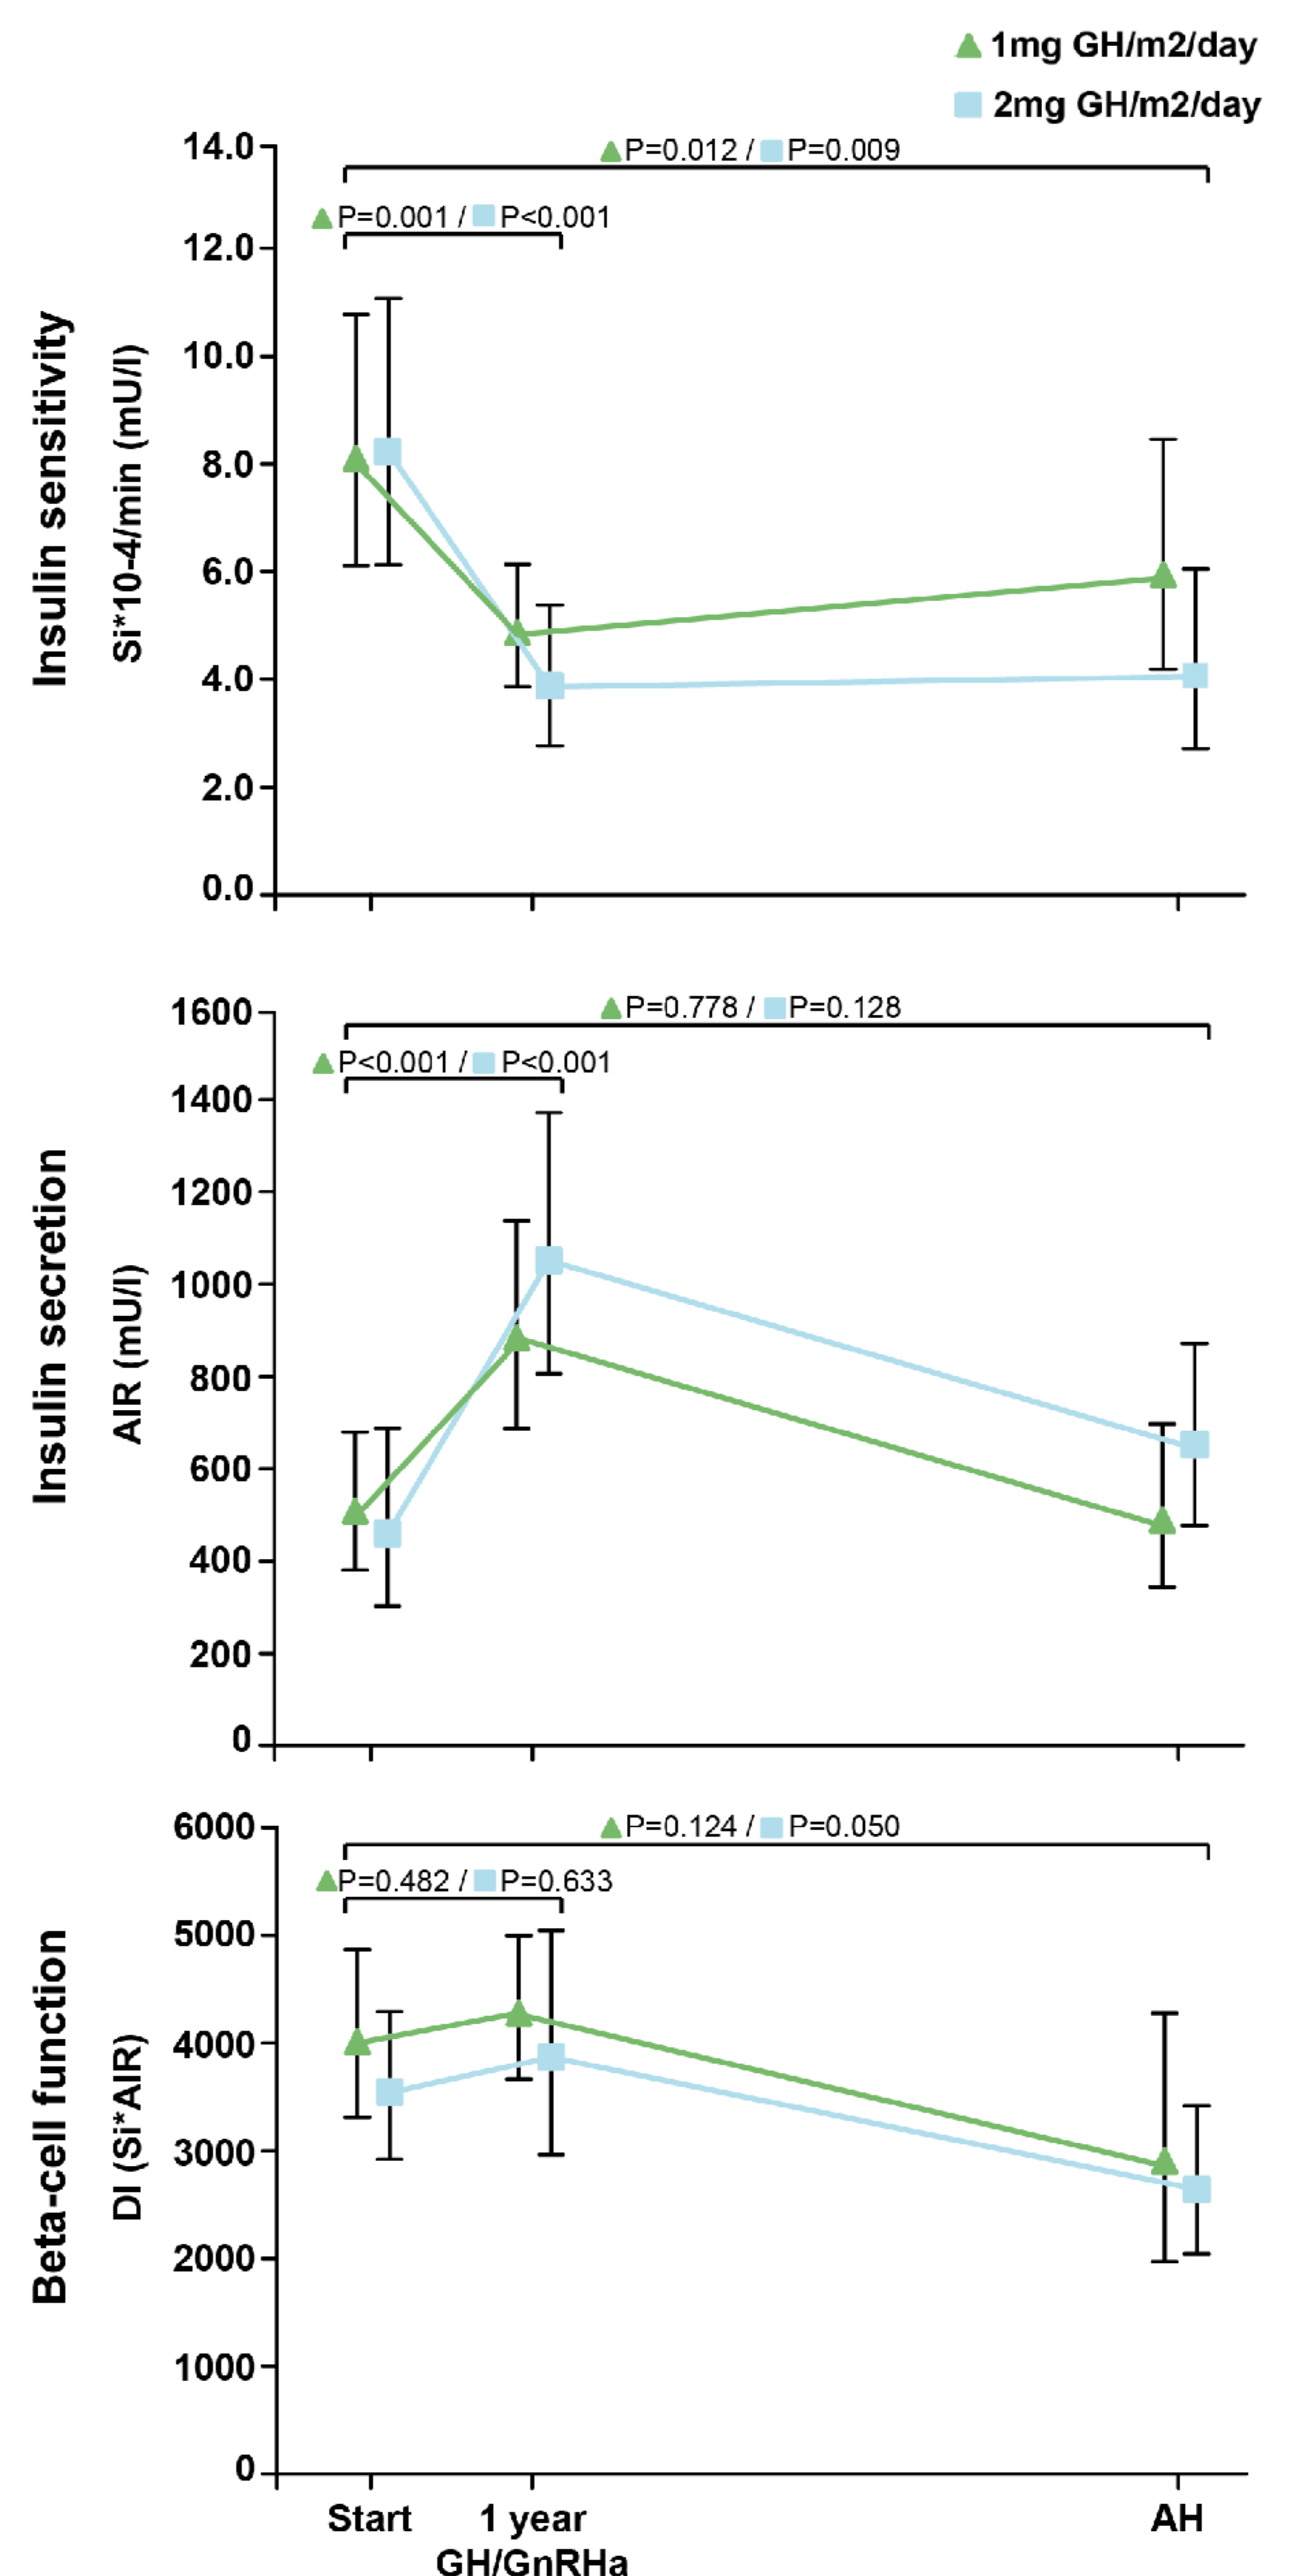 1mg GH/m2/day
2mg GH/m2/day
Insulin sensitivity
Si*10-4/min (mU/l)
14.0
12.0
10.0
8.0
6.0
4.0
2.0
0.0
P=0.012 / P=0.009
P=0.001 / P<0.001
Insulin secretion
AIR (mU/l)
1600
1400
1200
1000
800
600
400
200
0
P=0.778 / P=0.128
P<0.001 / P<0.001
Beta-cell function
DI (Si*AIR)
6000
5000
4000
3000
2000
1000
0
P=0.124 / P=0.050
P=0.482 / P=0.633
Start
1 year
GH/GnRHa
AH